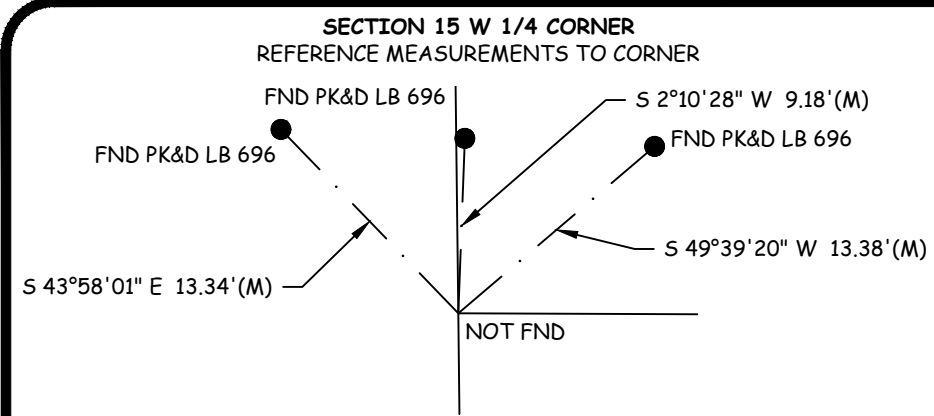 SECTION 15 W 1/4 CORNER
REFERENCE MEASUREMENTS TO CORNER
FND PK&D LB 696
S 2°10'28" W 9.18'(M)
FND PK&D LB 696
FND PK&D LB 696
S 49°39'20" W 13.38'(M)
S 43°58'01" E 13.34'(M)
NOT FND